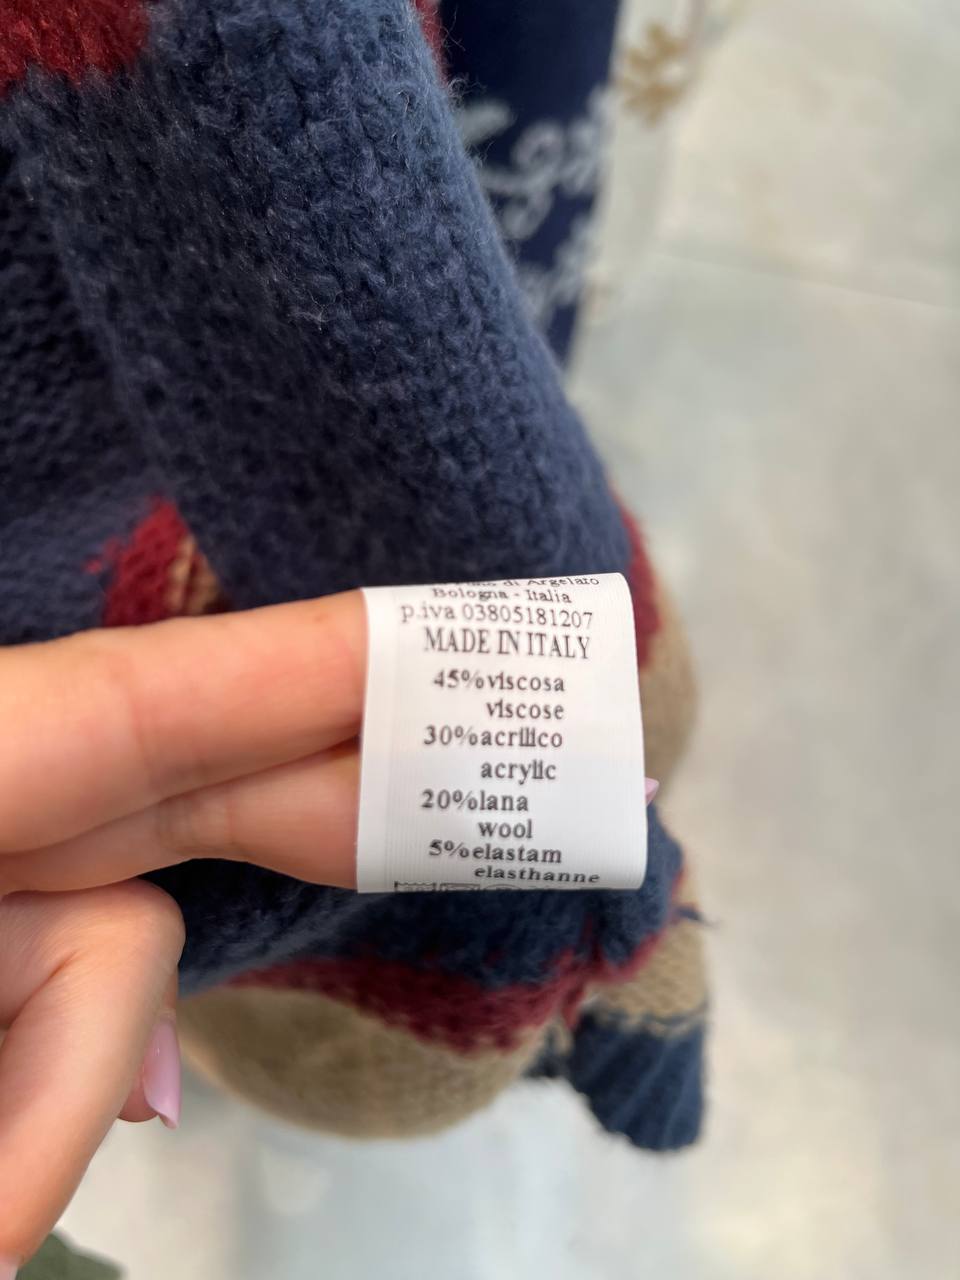 di Argelato
Bologna - Italia
p.iva 03805181207
MADE IN ITALY
45%viscosa
viscose
30%acrilico
acrylic
20%lana
wool
5%elastam
elasthanne